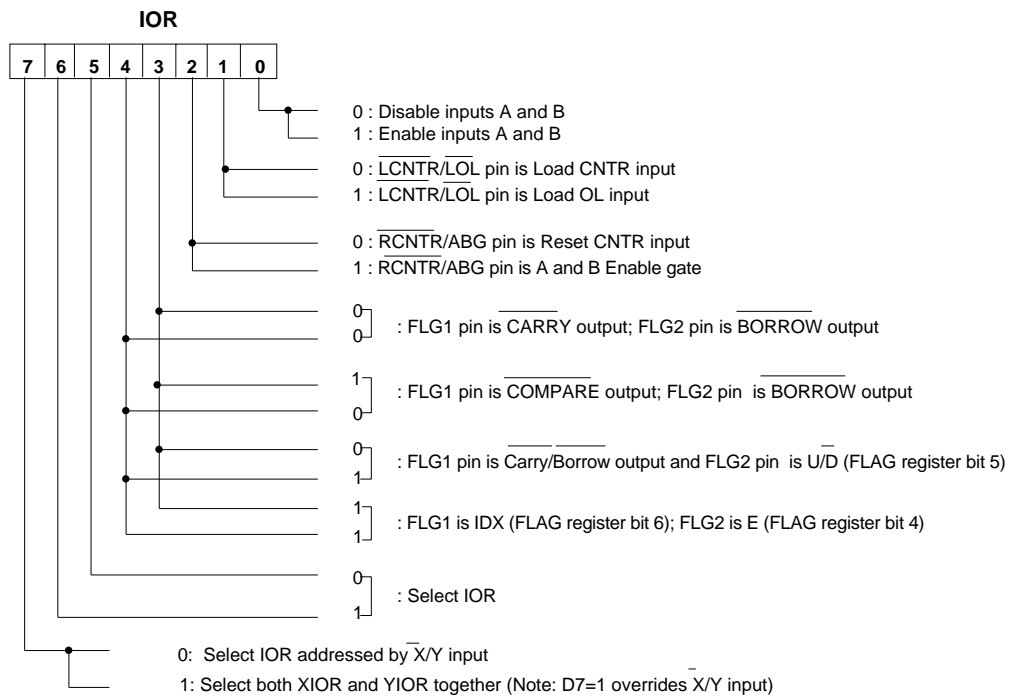 IOR
7 6 5 4 3 2 1 0
0 : Disable inputs A and B
1 : Enable inputs A and B
0 : LCNTR/LOL pin is Load CNTR input
1 : LCNTR/LOL pin is Load OL input
0 : RCNTR/ABG pin is Reset CNTR input
1 : RCNTR/ABG pin is A and B Enable gate
0
: FLG1 pin is CARRY output; FLG2 pin is BORROW output
0
1
: FLG1 pin is COMPARE output; FLG2 pin is BORROW output
0
0
: FLG1 pin is Carry/Borrow output and FLG2 pin is U/D (FLAG register bit 5)
1
1
: FLG1 is IDX (FLAG register bit 6); FLG2 is E (FLAG register bit 4)
1
0
: Select IOR
1
0: Select IOR addressed by X/Y input
1: Select both XIOR and YIOR together (Note: D7=1 overrides X/Y input)